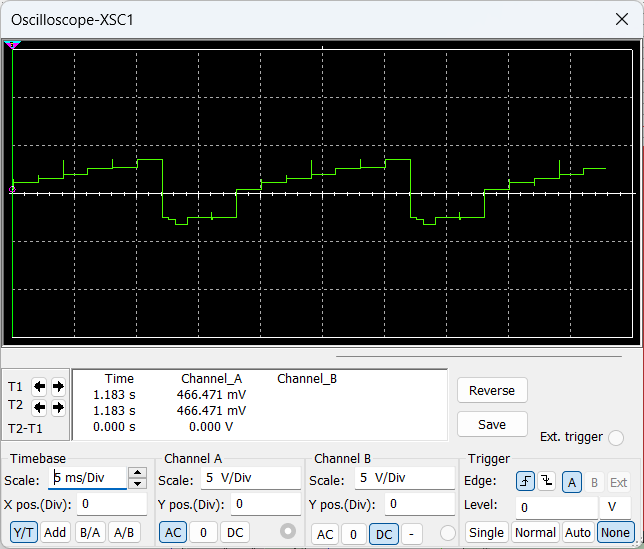 Oscilloscope-XSC1
Time Channel_A Channel_B
T1 1.183 s 466.471 mV
T2 1.183 s 466.471 mV
T2-T1 0.000 s 0.000 V
Reverse
Save
Ext. trigger
Timebase Channel A Channel B Trigger
Scale: 5 ms/Div Scale: 5 V/Div Scale: 5 V/Div Edge: A B Ext
X pos.(Div): 0 Y pos.(Div): 0 Y pos.(Div): 0 Level: 0 V
Y/T Add B/A A/B AC 0 DC AC 0 DC - Single Normal Auto None